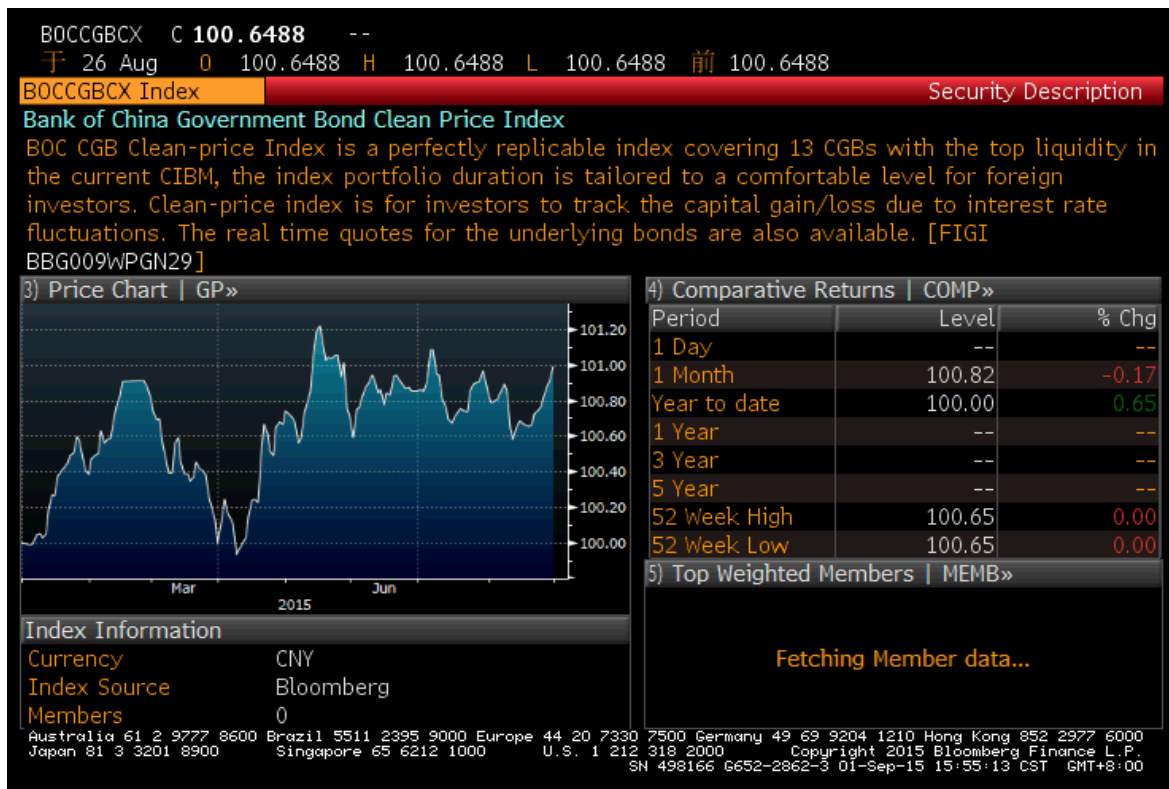 BOCCGBCX C 100.6488 --
于 26 Aug O 100.6488 H 100.6488 L 100.6488 前 100.6488
BOCCGBCX Index Security Description
Bank of China Government Bond Clean Price Index
BOC CGB Clean-price Index is a perfectly replicable index covering 13 CGBs with the top liquidity in
the current CIBM, the index portfolio duration is tailored to a comfortable level for foreign
investors. Clean-price index is for investors to track the capital gain/loss due to interest rate
fluctuations. The real time quotes for the underlying bonds are also available. [FIGI
BBG009WPGN29]
3) Price Chart | GP»
101.20
101.00
100.80
100.60
100.40
100.20
100.00
Mar Jun
2015
4) Comparative Returns | COMP»
Period Level % Chg
1 Day -- --
1 Month 100.82 -0.17
Year to date 100.00 0.65
1 Year -- --
3 Year -- --
5 Year -- --
52 Week High 100.65 0.00
52 Week Low 100.65 0.00
5) Top Weighted Members | MEMB»
Fetching Member data...
Index Information
Currency CNY
Index Source Bloomberg
Members 0
Australia 61 2 9777 8600 Brazil 5511 2395 9000 Europe 44 20 7330 7500 Germany 49 69 9204 1210 Hong Kong 852 2977 6000
Japan 81 3 3201 8900 Singapore 65 6212 1000 U.S. 1 212 318 2000 Copyright 2015 Bloomberg Finance L.P.
SN 498166 G652-2862-3 01-Sep-15 15:55:13 CST GMT+8:00